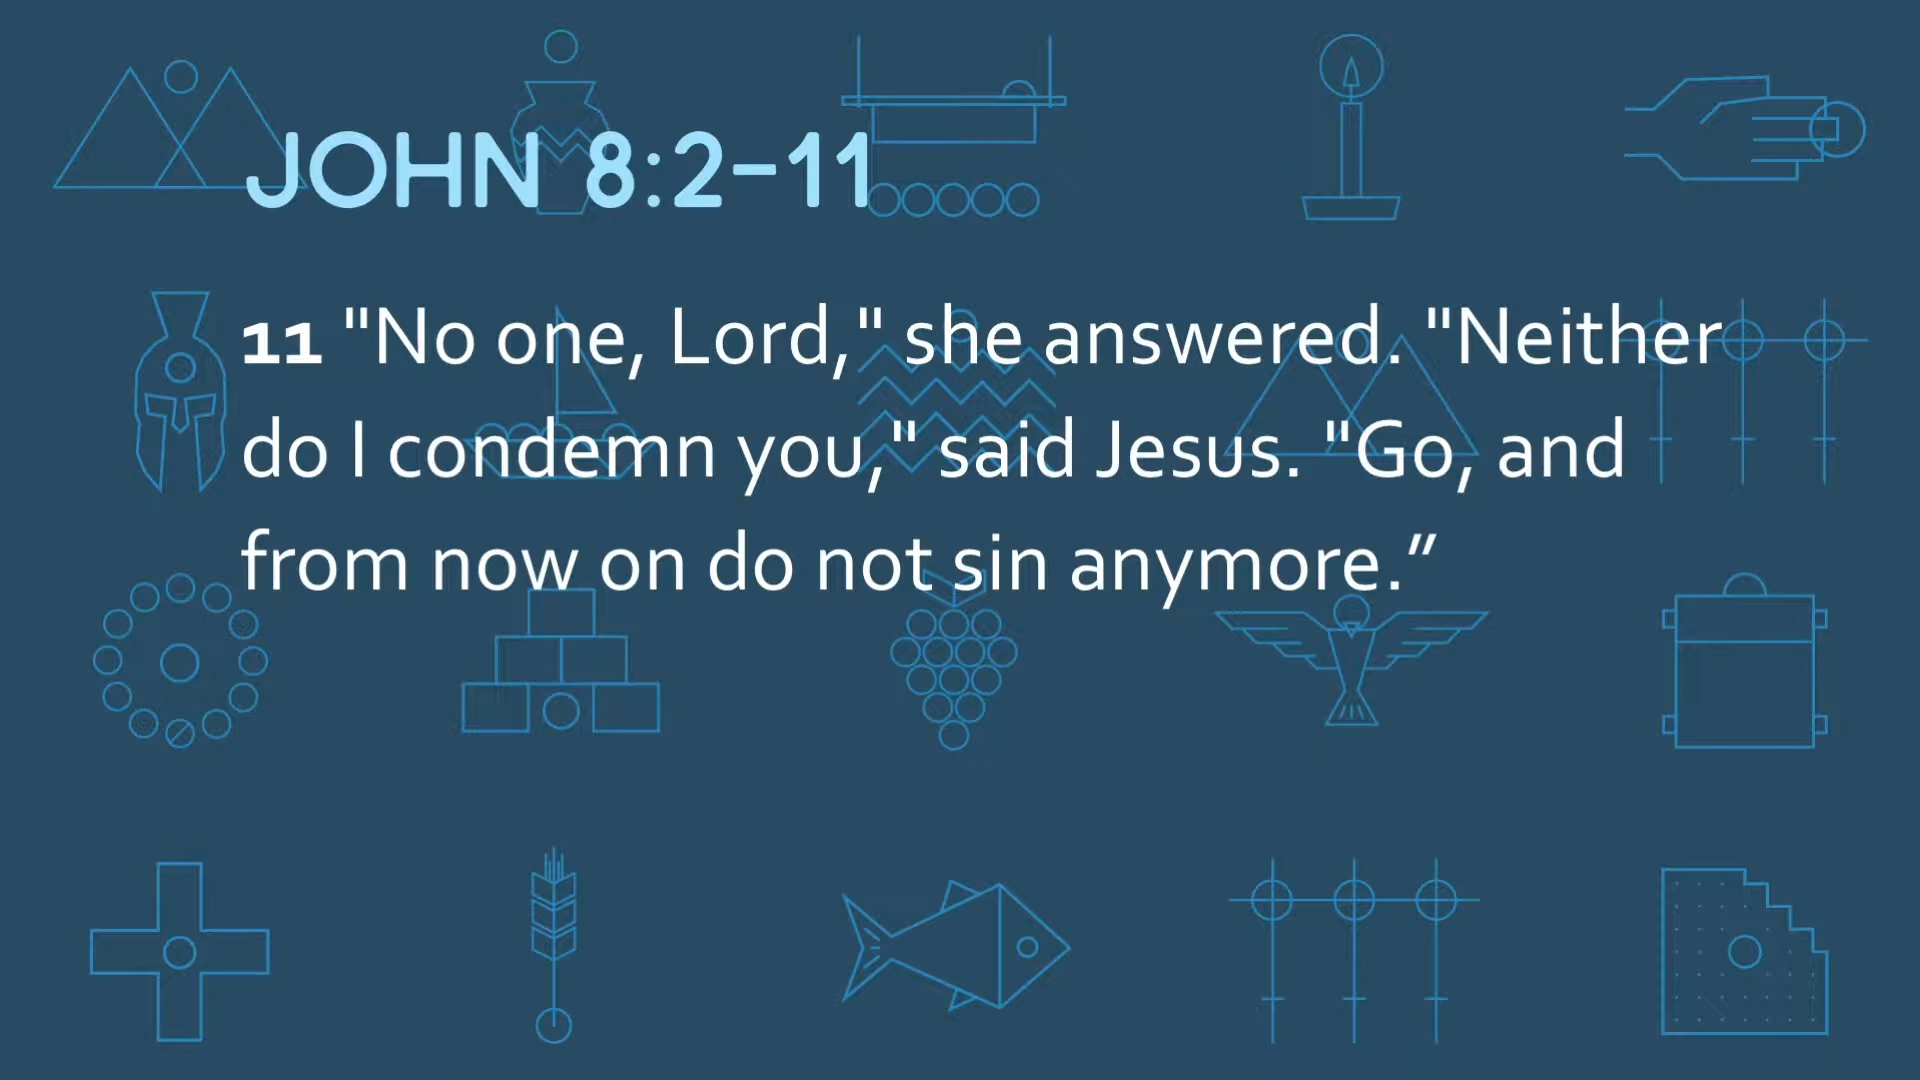 JOHN 8:2–11
11 "No one, Lord," she answered. "Neither
do I condemn you," said Jesus. "Go, and
from now on do not sin anymore.”